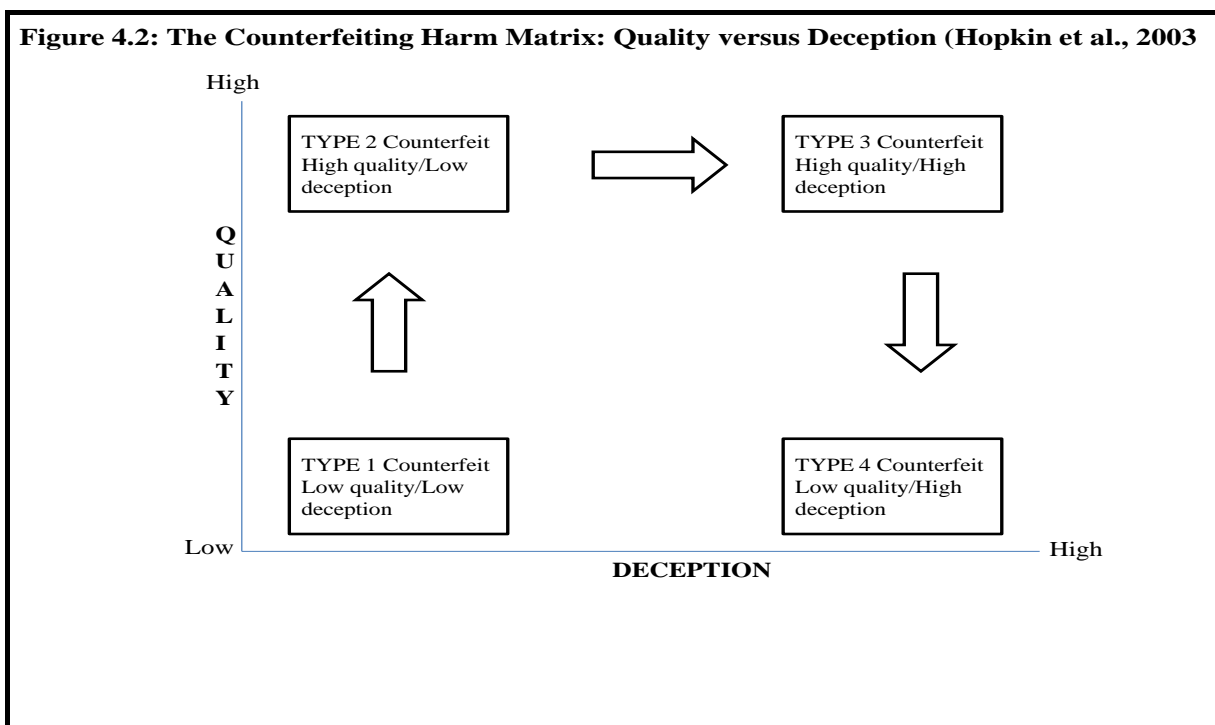 Figure 4.2: The Counterfeiting Harm Matrix: Quality versus Deception (Hopkin et al., 2003
High
TYPE 2 Counterfeit
High quality/Low
deception
TYPE 3 Counterfeit
High quality/High
deception
Q
U
A
L
I
T
Y
TYPE 1 Counterfeit
Low quality/Low
deception
TYPE 4 Counterfeit
Low quality/High
deception
Low
High
DECEPTION